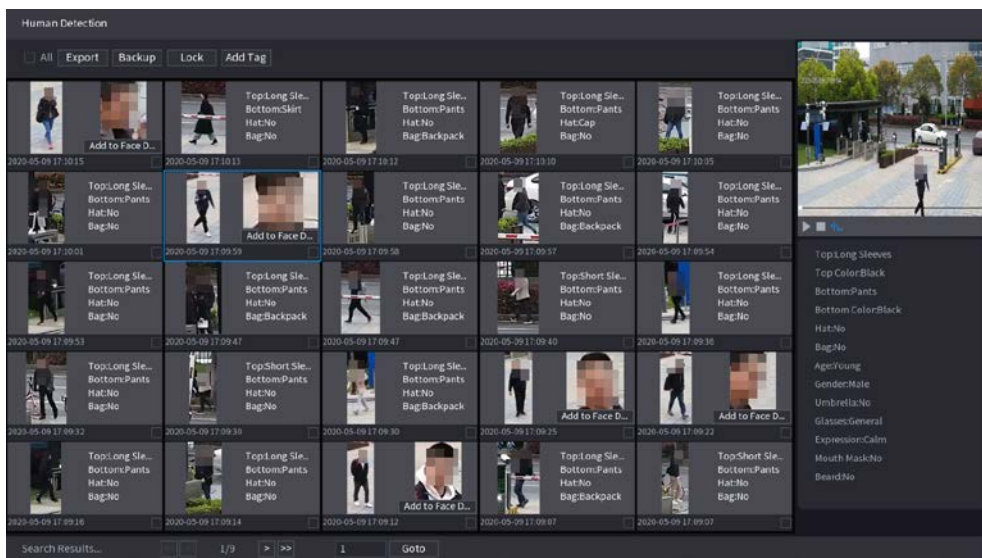 Human Detection
All Export Backup Lock Add Tag
Add to Face D...
2020-05-09 17:10:15
Top:Long Sle...
Bottom:Skirt
Hat:No
Bag:No
2020-05-09 17:10:13
Top:Long Sle...
Bottom:Pants
Hat:No
Bag:Backpack
2020-05-09 17:10:12
Top:Long Sle...
Bottom:Pants
Hat:Cap
Bag:No
2020-05-09 17:10:10
Top:Long Sle...
Bottom:Pants
Hat:No
Bag:No
Top:Long Sle...
Bottom:Pants
Hat:No
Bag:No
2020-05-09 17:10:01
Add to Face D...
2020-05-09 17:09:59
Top:Long Sle...
Bottom:Pants
Hat:No
Bag:No
2020-05-09 17:09:58
Top:Long Sle...
Bottom:Pants
Hat:No
Bag:Backpack
2020-05-09 17:09:57
Top:Long Sle...
Bottom:Pants
Hat:No
Bag:No
2020-05-09 17:09:54
Top:Long Sle...
Bottom:Pants
Hat:No
Bag:No
2020-05-09 17:09:53
Top:Long Sle...
Bottom:Pants
Hat:No
Bag:Backpack
2020-05-09 17:09:47
Top:Long Sle...
Bottom:Pants
Hat:No
Bag:Backpack
2020-05-09 17:09:47
Top:Short Sle...
Bottom:Pants
Hat:No
Bag:No
2020-05-09 17:09:40
Top:Long Sle...
Bottom:Pants
Hat:No
Bag:No
2020-05-09 17:09:36
Top:Long Sle...
Bottom:Pants
Hat:No
Bag:No
2020-05-09 17:09:32
Top:Short Sle...
Bottom:Pants
Hat:No
Bag:No
2020-05-09 17:09:30
Top:Long Sle...
Bottom:Pants
Hat:No
Bag:Backpack
2020-05-09 17:09:30
Add to Face D...
2020-05-09 17:09:25
Add to Face D...
2020-05-09 17:09:22
Top:Long Sle...
Bottom:Pants
Hat:No
Bag:No
2020-05-09 17:09:16
Top:Long Sle...
Bottom:Pants
Hat:No
Bag:No
2020-05-09 17:09:14
Add to Face D...
2020-05-09 17:09:12
Top:Long Sle...
Bottom:Pants
Hat:No
Bag:Backpack
2020-05-09 17:09:07
Top:Short Sle...
Bottom:Pants
Hat:No
Bag:No
2020-05-09 17:09:07
Top:Long Sleeves
Top Color:Black
Bottom:Pants
Bottom Color:Black
Hat:No
Bag:No
Age:Young
Gender:Male
Umbrella:No
Glasses:General
Expression:Calm
Mouth Mask:No
Beard:No
Search Results... 1/9 > >> 1 Goto